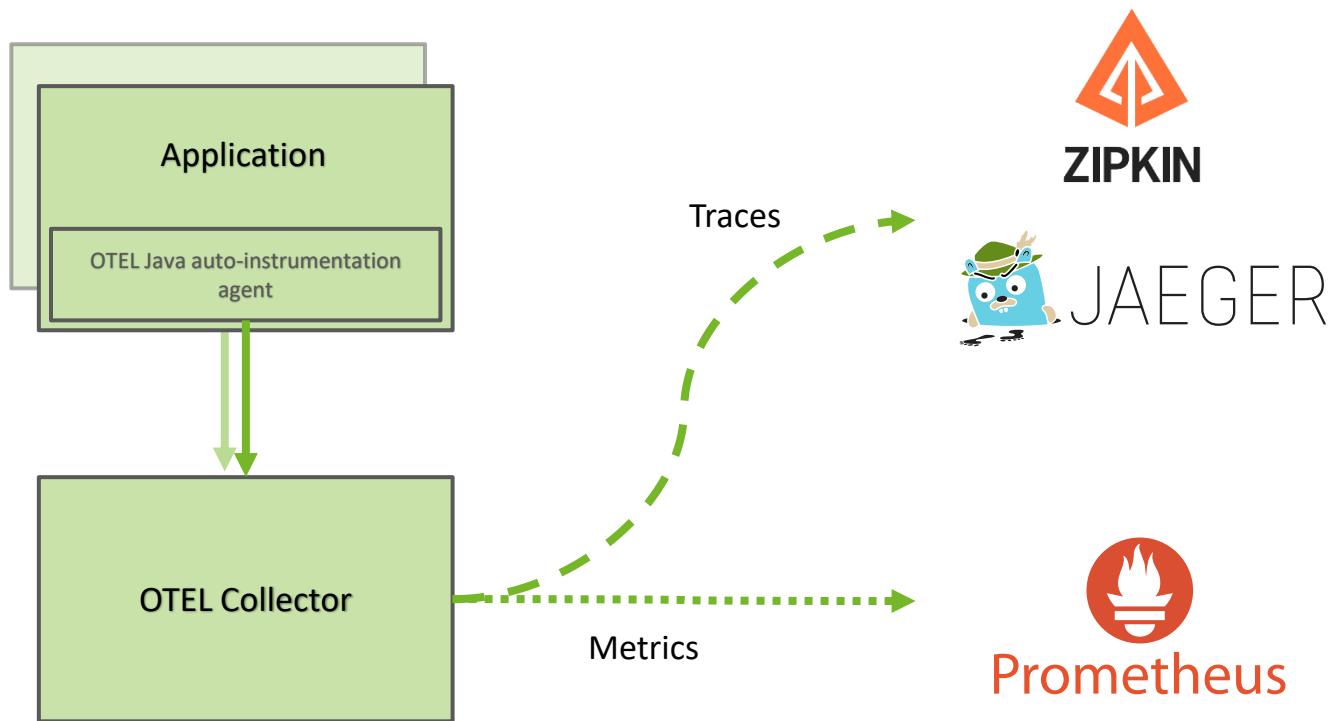 Application
OTEL Java auto-instrumentation
agent
OTEL Collector
Traces
Metrics
ZIPKIN
JAEGER
Prometheus